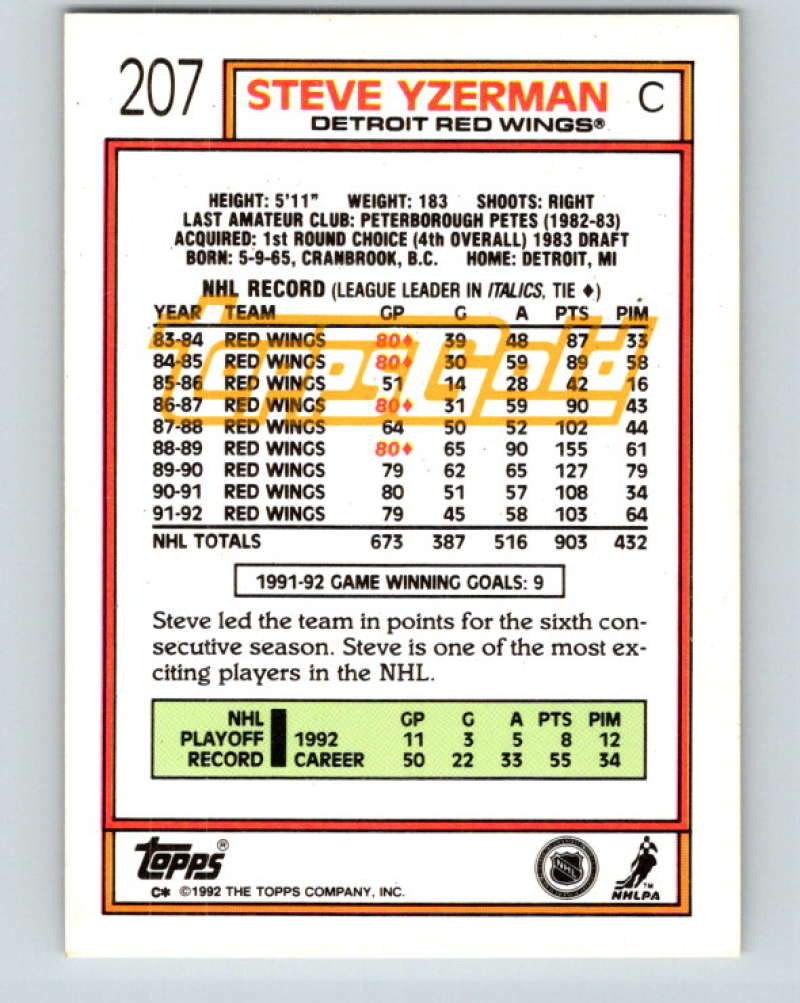 207
STEVE YZERMAN C
DETROIT RED WINGS®
HEIGHT: 5'11" WEIGHT: 183 SHOOTS: RIGHT
LAST AMATEUR CLUB: PETERBOROUGH PETES (1982-83)
ACQUIRED: 1st ROUND CHOICE (4th OVERALL) 1983 DRAFT
BORN: 5-9-65, CRANBROOK, B.C. HOME: DETROIT, MI
NHL RECORD (LEAGUE LEADER IN ITALICS, TIE ♦)
YEAR TEAM GP G A PTS PIM
83-84 RED WINGS 80♦ 39 48 87 33
84-85 RED WINGS 80♦ 30 59 89 58
85-86 RED WINGS 51 14 28 42 16
86-87 RED WINGS 80♦ 31 59 90 43
87-88 RED WINGS 64 50 52 102 44
88-89 RED WINGS 80♦ 65 90 155 61
89-90 RED WINGS 79 62 65 127 79
90-91 RED WINGS 80 51 57 108 34
91-92 RED WINGS 79 45 58 103 64
NHL TOTALS 673 387 516 903 432
ToppsGold
1991-92 GAME WINNING GOALS: 9
Steve led the team in points for the sixth con-
secutive season. Steve is one of the most ex-
citing players in the NHL.
NHL GP G A PTS PIM
PLAYOFF 1992 11 3 5 8 12
RECORD CAREER 50 22 33 55 34
TOPPS®
C* ©1992 THE TOPPS COMPANY, INC.
NHL
NHLPA™